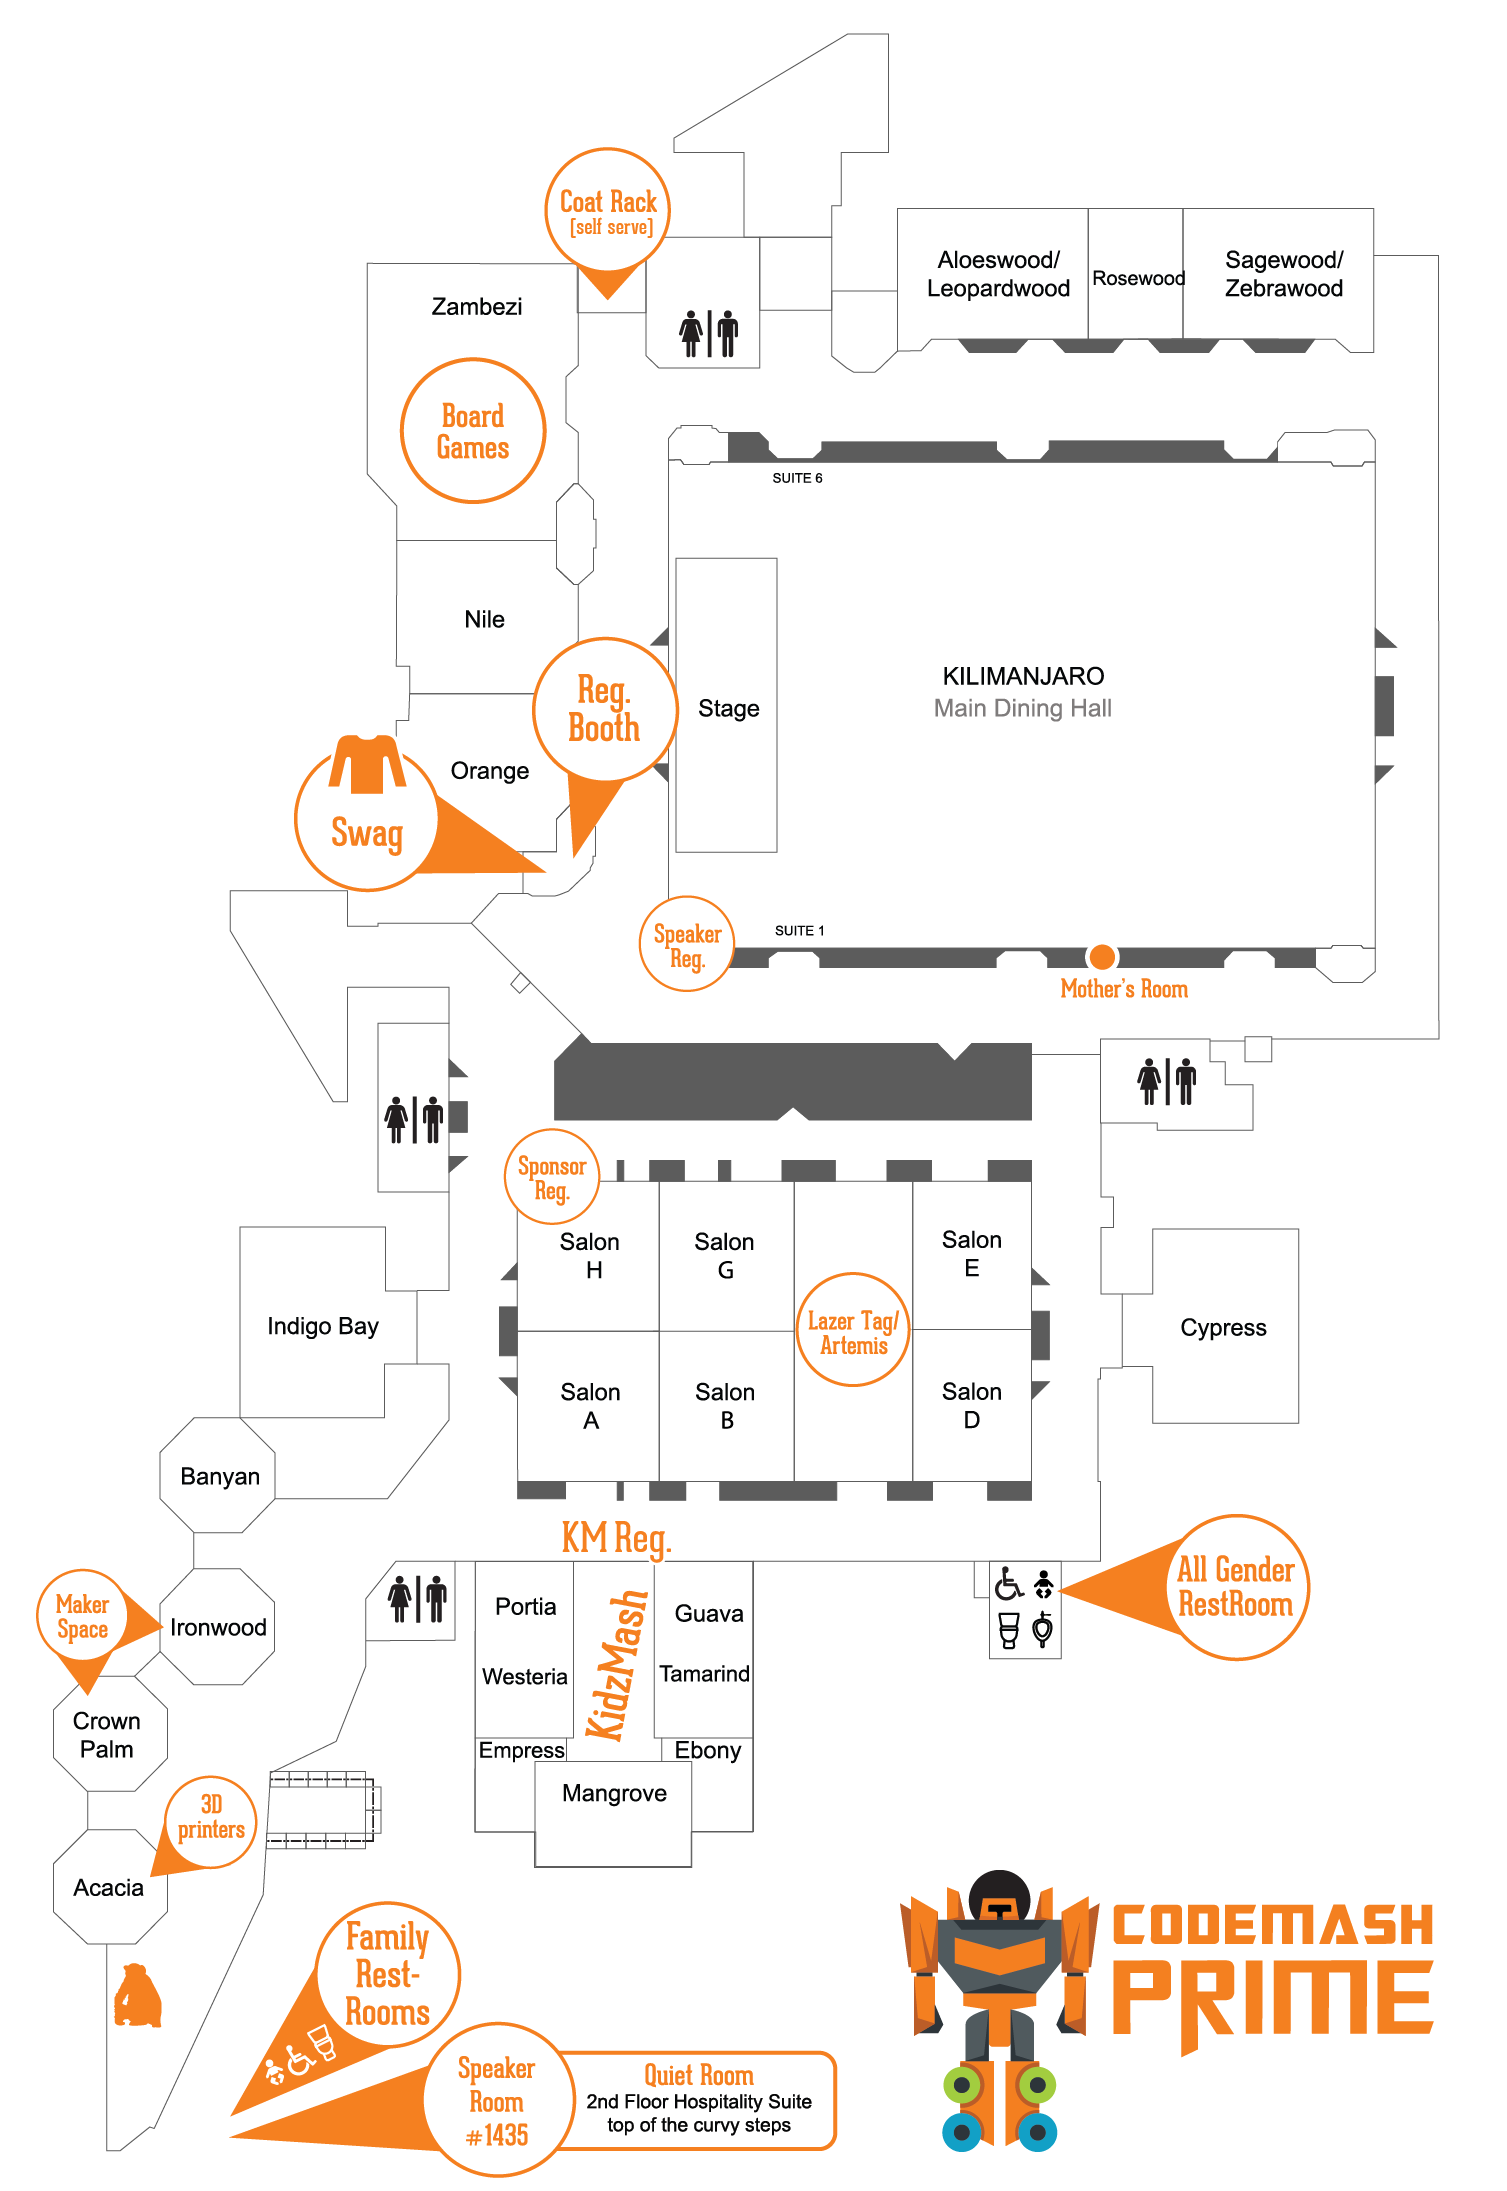 Coat Rack
[self serve]
Aloeswood/
Leopardwood
Rosewood
Sagewood/
Zebrawood
Zambezi
Board
Games
SUITE 6
Nile
Reg.
Booth
Stage
KILIMANJARO
Main Dining Hall
Orange
Swag
Speaker
Reg.
SUITE 1
Mother's Room
Sponsor
Reg.
Salon
H
Salon
G
Salon
E
Lazer Tag/
Artemis
Indigo Bay
Cypress
Salon
A
Salon
B
Salon
D
Banyan
KM Reg.
All Gender
RestRoom
Maker
Space
Ironwood
Portia
KidzMash
Guava
Westeria
Tamarind
Crown
Palm
Empress
Ebony
Mangrove
3D
printers
Acacia
Family
Rest-
Rooms
CODEMASH
PRIME
Speaker
Room
#1435
Quiet Room
2nd Floor Hospitality Suite
top of the curvy steps